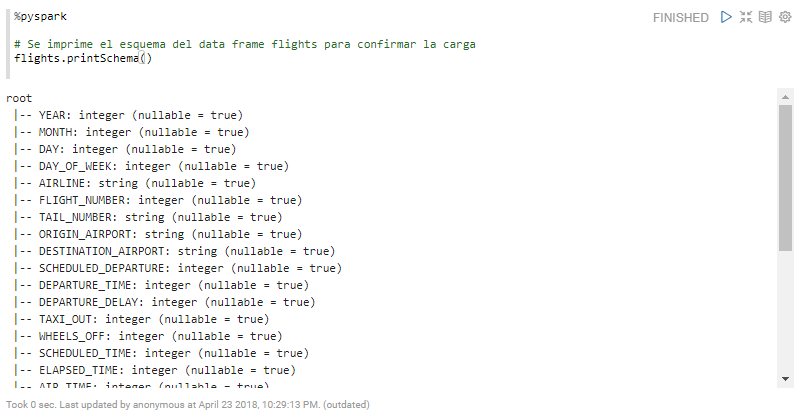 %pyspark
FINISHED
# Se imprime el esquema del data frame flights para confirmar la carga
flights.printSchema()
root
|-- YEAR: integer (nullable = true)
|-- MONTH: integer (nullable = true)
|-- DAY: integer (nullable = true)
|-- DAY_OF_WEEK: integer (nullable = true)
|-- AIRLINE: string (nullable = true)
|-- FLIGHT_NUMBER: integer (nullable = true)
|-- TAIL_NUMBER: string (nullable = true)
|-- ORIGIN_AIRPORT: string (nullable = true)
|-- DESTINATION_AIRPORT: string (nullable = true)
|-- SCHEDULED_DEPARTURE: integer (nullable = true)
|-- DEPARTURE_TIME: integer (nullable = true)
|-- DEPARTURE_DELAY: integer (nullable = true)
|-- TAXI_OUT: integer (nullable = true)
|-- WHEELS_OFF: integer (nullable = true)
|-- SCHEDULED_TIME: integer (nullable = true)
|-- ELAPSED_TIME: integer (nullable = true)
|-- AIR_TIME: integer (nullable = true)
Took 0 sec. Last updated by anonymous at April 23 2018, 10:29:13 PM. (outdated)